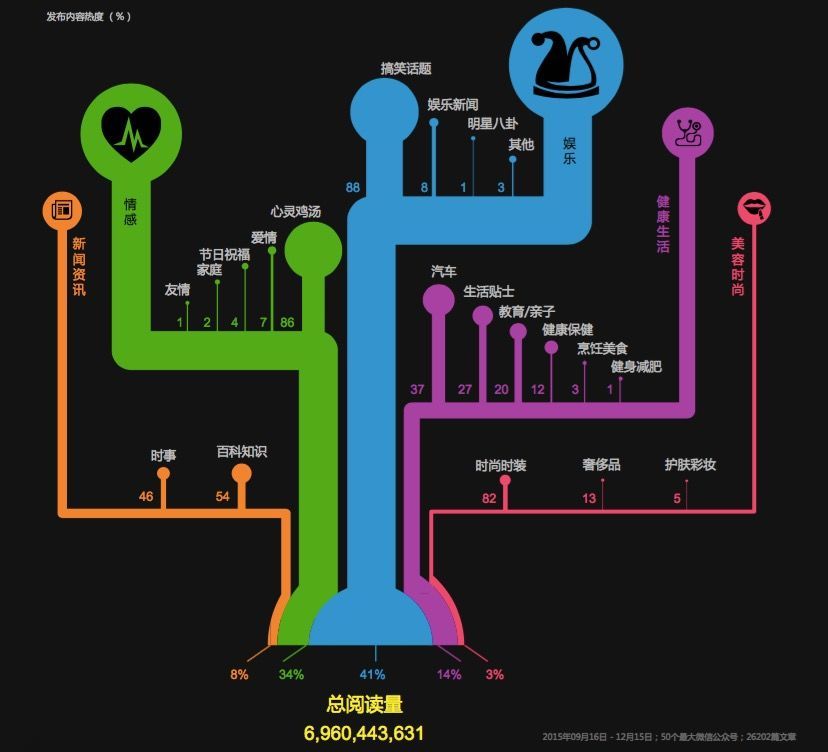 发布内容热度（%）
搞笑话题
娱乐新闻
明星八卦
其他
娱乐
88
8
1
3
情感
心灵鸡汤
爱情
节日祝福
家庭
友情
1
2
4
7
86
新闻资讯
健康生活
美容时尚
汽车
生活贴士
教育/亲子
健康保健
烹饪美食
健身减肥
37
27
20
12
3
1
时事
百科知识
46
54
时尚时装
奢侈品
护肤彩妆
82
13
5
8%
34%
41%
14%
3%
总阅读量
6,960,443,631
2015年09月16日 - 12月15日；50个最大微信公众号；26202篇文章